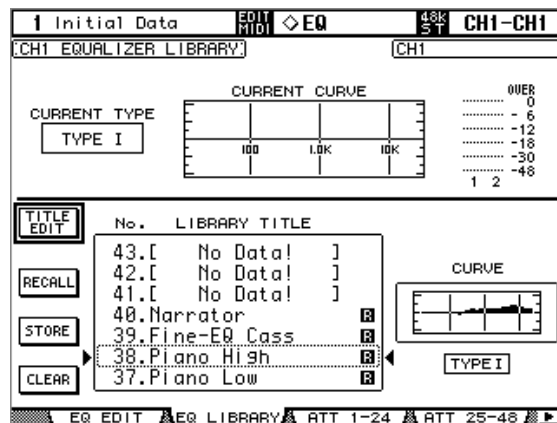 1 Initial Data EDIT MIDI ◇EQ 48K ST CH1-CH1
CH1 EQUALIZER LIBRARY CH1
CURRENT CURVE
CURRENT TYPE
TYPE I
100 1.0K 10K
OVER
0
- 6
-12
-18
-30
-48
1 2
TITLE EDIT
No. LIBRARY TITLE
43.[ No Data! ]
42.[ No Data! ]
41.[ No Data! ]
40.Narrator R
39.Fine-EQ Cass R
38.Piano High R
37.Piano Low R
RECALL
STORE
CLEAR
CURVE
TYPE I
EQ EDIT EQ LIBRARY ATT 1-24 ATT 25-48